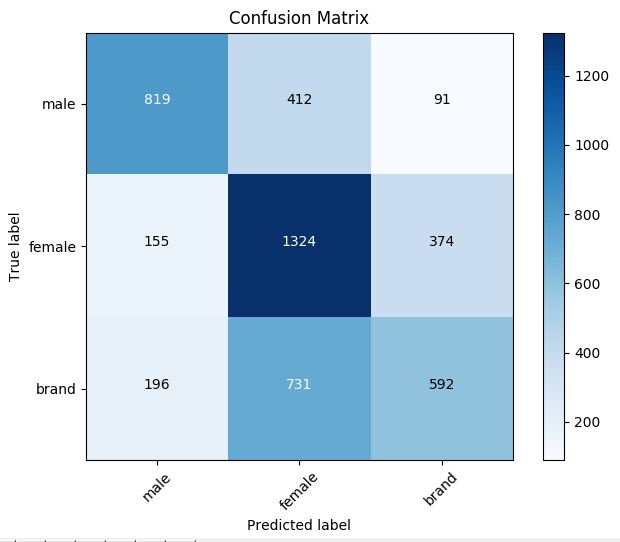 Confusion Matrix
male 819 412 91
female 155 1324 374
brand 196 731 592
male female brand
True label
Predicted label
1200
1000
800
600
400
200